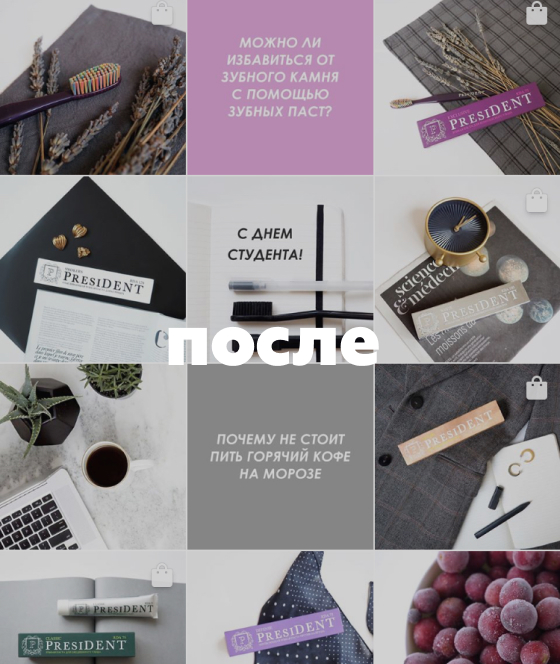 МОЖНО ЛИ
ИЗБАВИТЬСЯ ОТ
ЗУБНОГО КАМНЯ
С ПОМОЩЬЮ
ЗУБНЫХ ПАСТ?
PRESIDENT
PRESIDENT
С ДНЕМ
СТУДЕНТА!
science
& médecine
PRESIDENT
после
ПОЧЕМУ НЕ СТОИТ
ПИТЬ ГОРЯЧИЙ КОФЕ
НА МОРОЗЕ
PRESIDENT
PRESIDENT
PRESIDENT
PRESIDENT